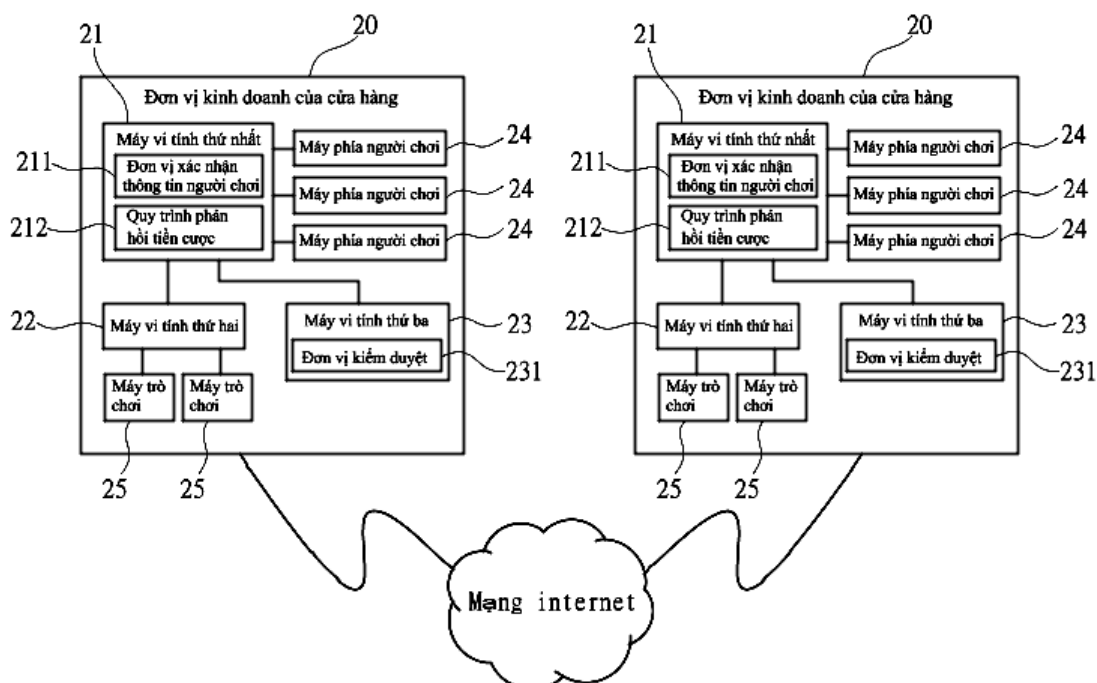 21
20
Đơn vị kinh doanh của cửa hàng
Máy vi tính thứ nhất
211
Đơn vị xác nhận
thông tin người chơi
212
Quy trình phản
hồi tiền cược
Máy phía người chơi
24
Máy phía người chơi
24
Máy phía người chơi
24
22
Máy vi tính thứ hai
Máy vi tính thứ ba
23
Đơn vị kiểm duyệt
231
Máy trò
chơi
Máy trò
chơi
25
25
21
20
Đơn vị kinh doanh của cửa hàng
Máy vi tính thứ nhất
211
Đơn vị xác nhận
thông tin người chơi
212
Quy trình phản
hồi tiền cược
Máy phía người chơi
24
Máy phía người chơi
24
Máy phía người chơi
24
22
Máy vi tính thứ hai
Máy vi tính thứ ba
23
Đơn vị kiểm duyệt
231
Máy trò
chơi
Máy trò
chơi
25
25
Mạng internet